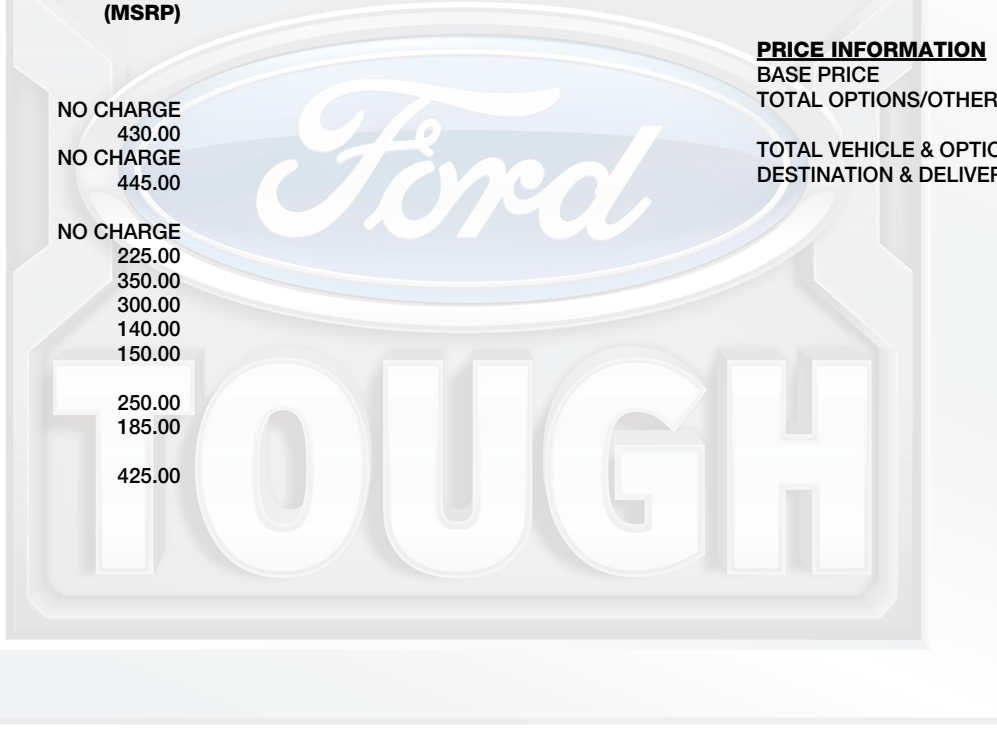 (MSRP)
NO CHARGE
430.00
NO CHARGE
445.00
NO CHARGE
225.00
350.00
300.00
140.00
150.00
250.00
185.00
425.00
PRICE INFORMATION
BASE PRICE
TOTAL OPTIONS/OTHER
TOTAL VEHICLE & OPTIO
DESTINATION & DELIVER
Ford
TOUGH